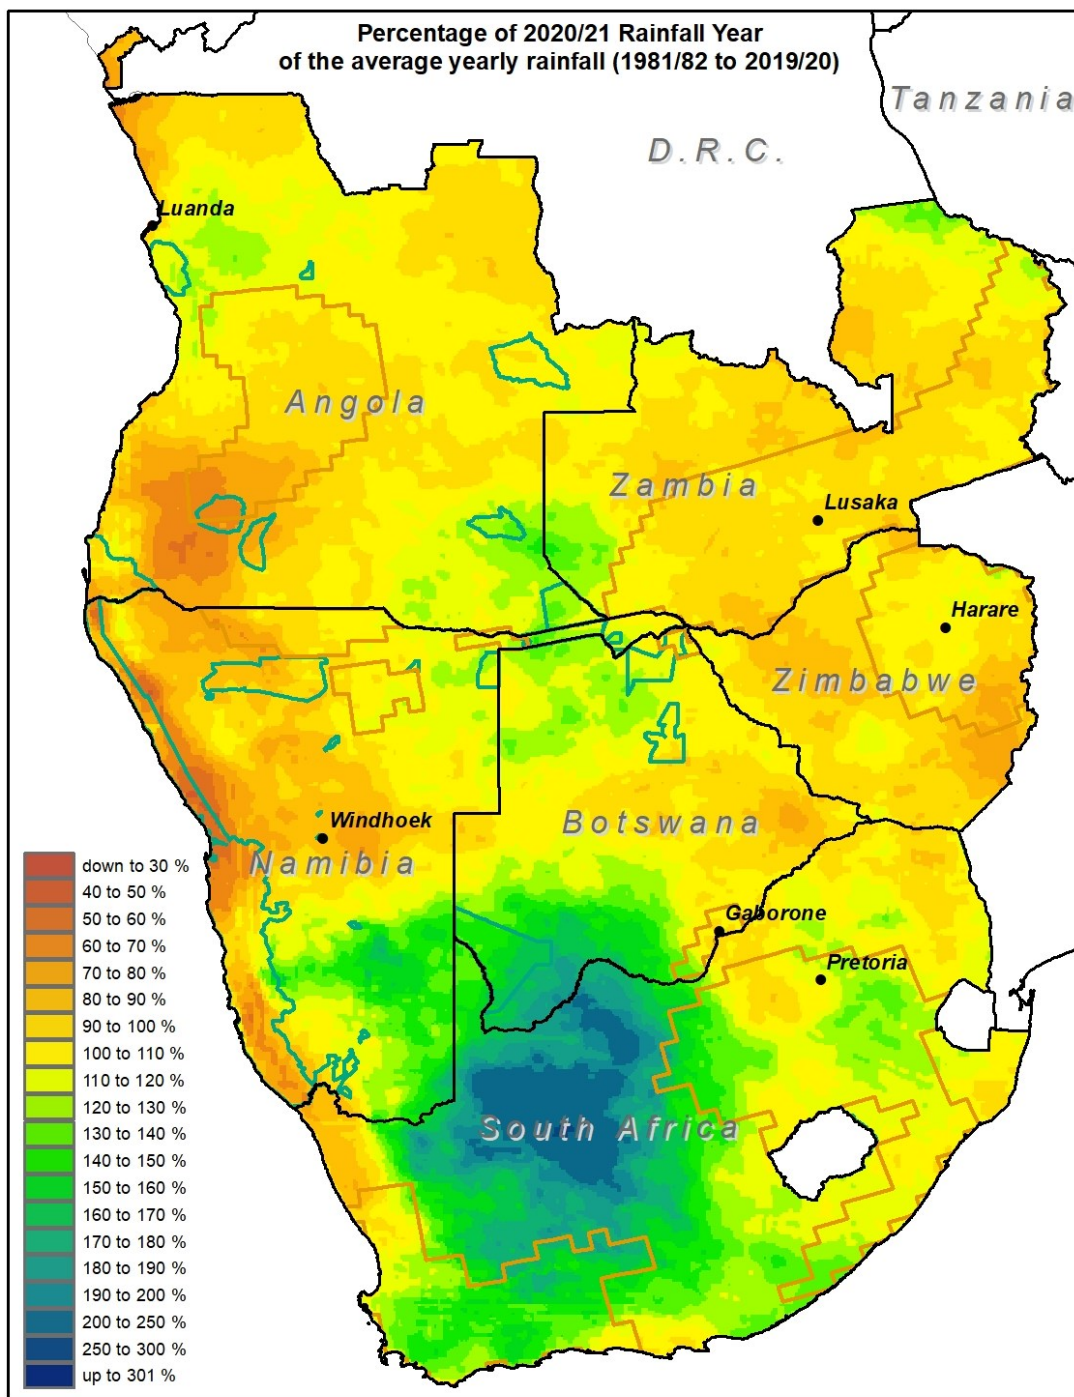 Percentage of 2020/21 Rainfall Year
of the average yearly rainfall (1981/82 to 2019/20)
Tanzania
D.R.C.
Luanda
Angola
Zambia
Lusaka
Harare
Zimbabwe
Windhoek
Botswana
Namibia
Gaborone
Pretoria
South Africa
down to 30 %
40 to 50 %
50 to 60 %
60 to 70 %
70 to 80 %
80 to 90 %
90 to 100 %
100 to 110 %
110 to 120 %
120 to 130 %
130 to 140 %
140 to 150 %
150 to 160 %
160 to 170 %
170 to 180 %
180 to 190 %
190 to 200 %
200 to 250 %
250 to 300 %
up to 301 %